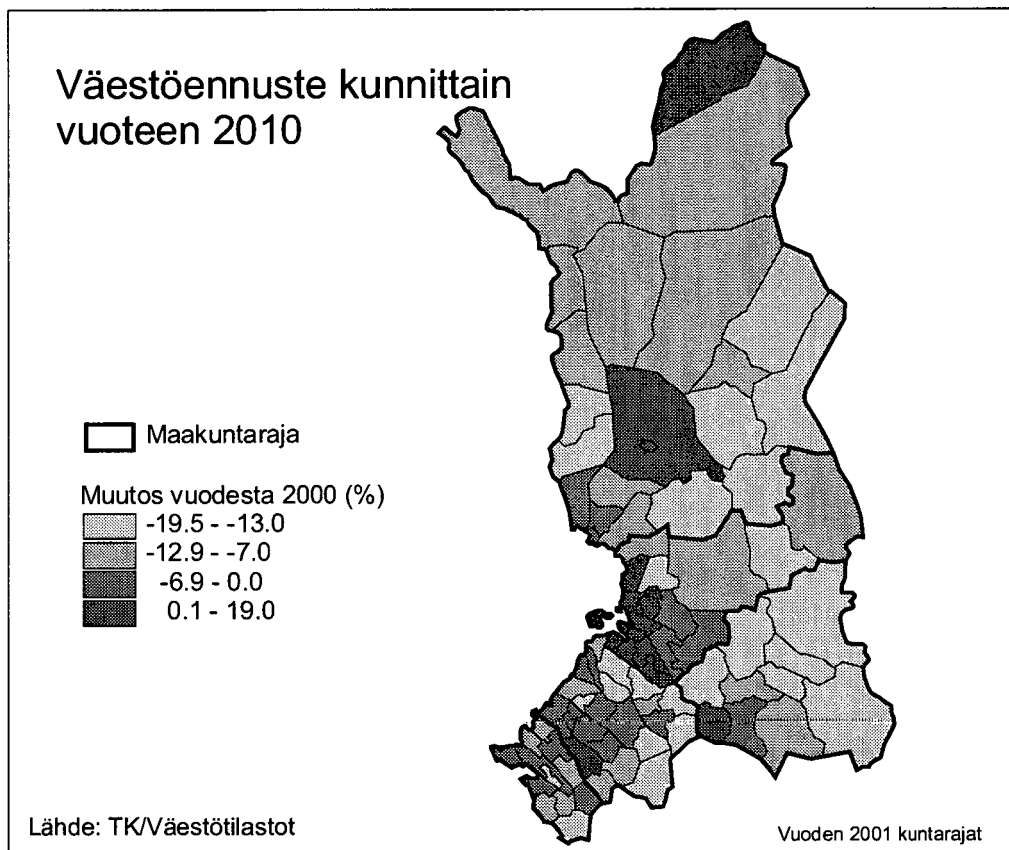 Väestöennuste kunnittain
vuoteen 2010
Maakuntaraja
Muutos vuodesta 2000 (%)
-19.5 - -13.0
-12.9 - -7.0
-6.9 - 0.0
0.1 - 19.0
Lähde: TK/Väestötilastot
Vuoden 2001 kuntarajat